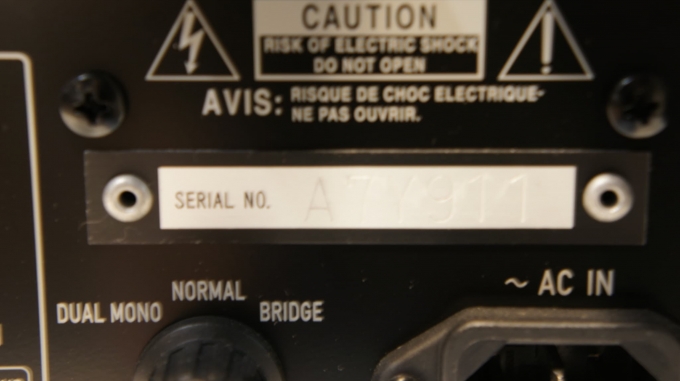 CAUTION
RISK OF ELECTRIC SHOCK
DO NOT OPEN
AVIS: RISQUE DE CHOC ELECTRIQUE-
NE PAS OUVRIR.
SERIAL NO.
~ AC IN
NORMAL
DUAL MONO BRIDGE